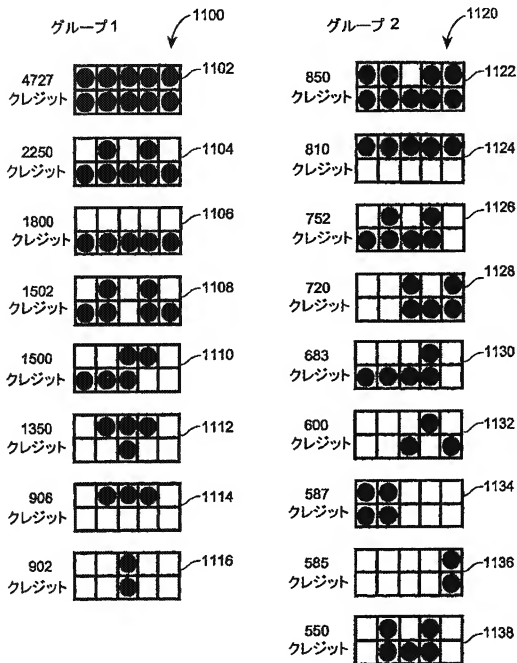 グループ1
1100
4727
クレジット
1102
2250
クレジット
1104
1800
クレジット
1106
1502
クレジット
1108
1500
クレジット
1110
1350
クレジット
1112
906
クレジット
1114
902
クレジット
1116
グループ 2
1120
850
クレジット
1122
810
クレジット
1124
752
クレジット
1126
720
クレジット
1128
683
クレジット
1130
600
クレジット
1132
587
クレジット
1134
585
クレジット
1136
550
クレジット
1138